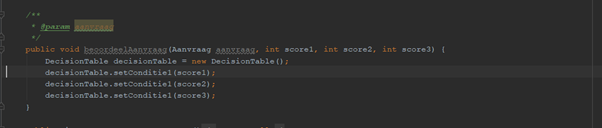 /**
* @param aanvraag
*/
public void beoordeelAanvraag(Aanvraag aanvraag, int score1, int score2, int score3) {
DecisionTable decisionTable = new DecisionTable();
decisionTable.setConditie1(score1);
decisionTable.setConditie1(score2);
decisionTable.setConditie1(score3);
}